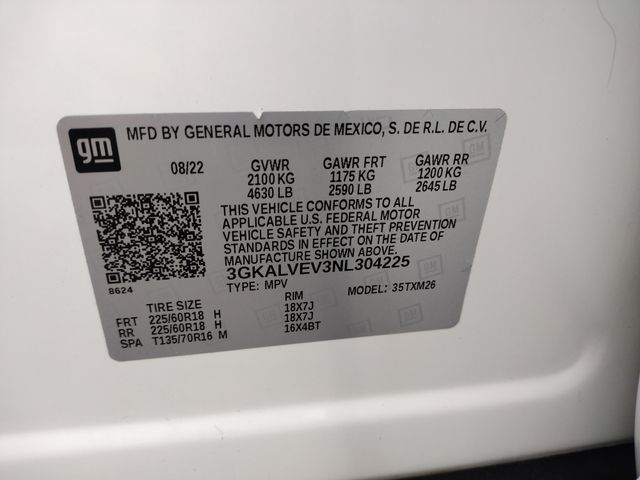 gm MFD BY GENERAL MOTORS DE MEXICO, S. DE R.L. DE C.V.
08/22 GVWR GAWR FRT GAWR RR
2100 KG 1175 KG 1200 KG
4630 LB 2590 LB 2645 LB
THIS VEHICLE CONFORMS TO ALL
APPLICABLE U.S. FEDERAL MOTOR
VEHICLE SAFETY AND THEFT PREVENTION
STANDARDS IN EFFECT ON THE DATE OF
MANUFACTURE SHOWN ABOVE.
3GKALVEV3NL304225
8624
TYPE: MPV MODEL: 35TXM26
TIRE SIZE RIM
FRT 225/60R18 H 18X7J
RR 225/60R18 H 18X7J
SPA T135/70R16 M 16X4BT